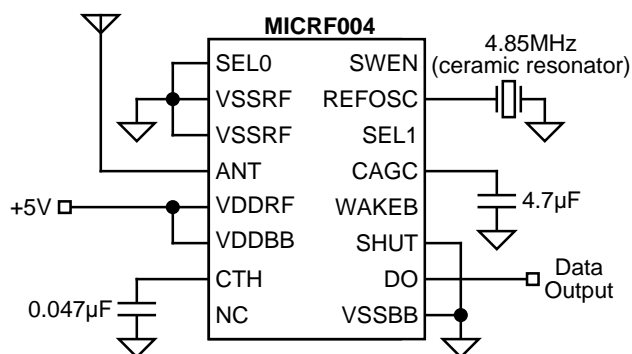 MICRF004
SEL0
VSSRF
VSSRF
ANT
VDDRF
VDDBB
CTH
NC
SWEN
REFOSC
SEL1
CAGC
WAKEB
SHUT
DO
VSSBB
+5V
0.047µF
4.85MHz
(ceramic resonator)
4.7µF
Data
Output